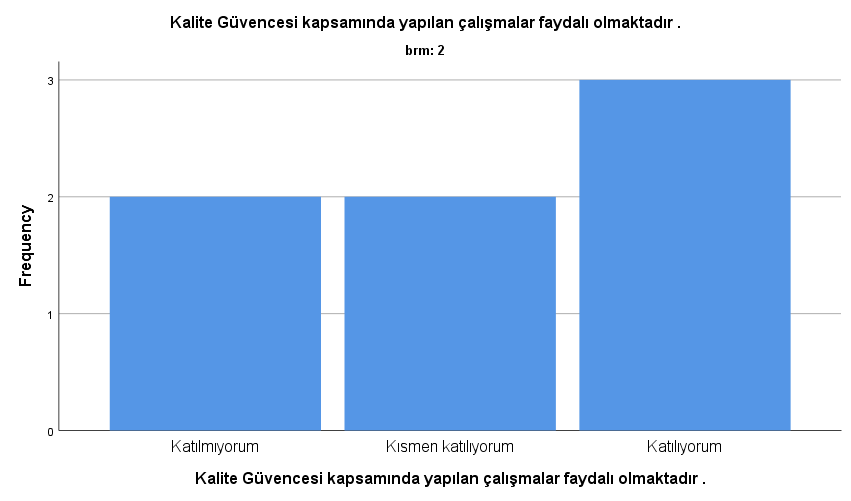 Kalite Güvencesi kapsamında yapılan çalışmalar faydalı olmaktadır .
brm: 2
3
2
1
0
Frequency
Katılmıyorum
Kısmen katılıyorum
Katılıyorum
Kalite Güvencesi kapsamında yapılan çalışmalar faydalı olmaktadır .